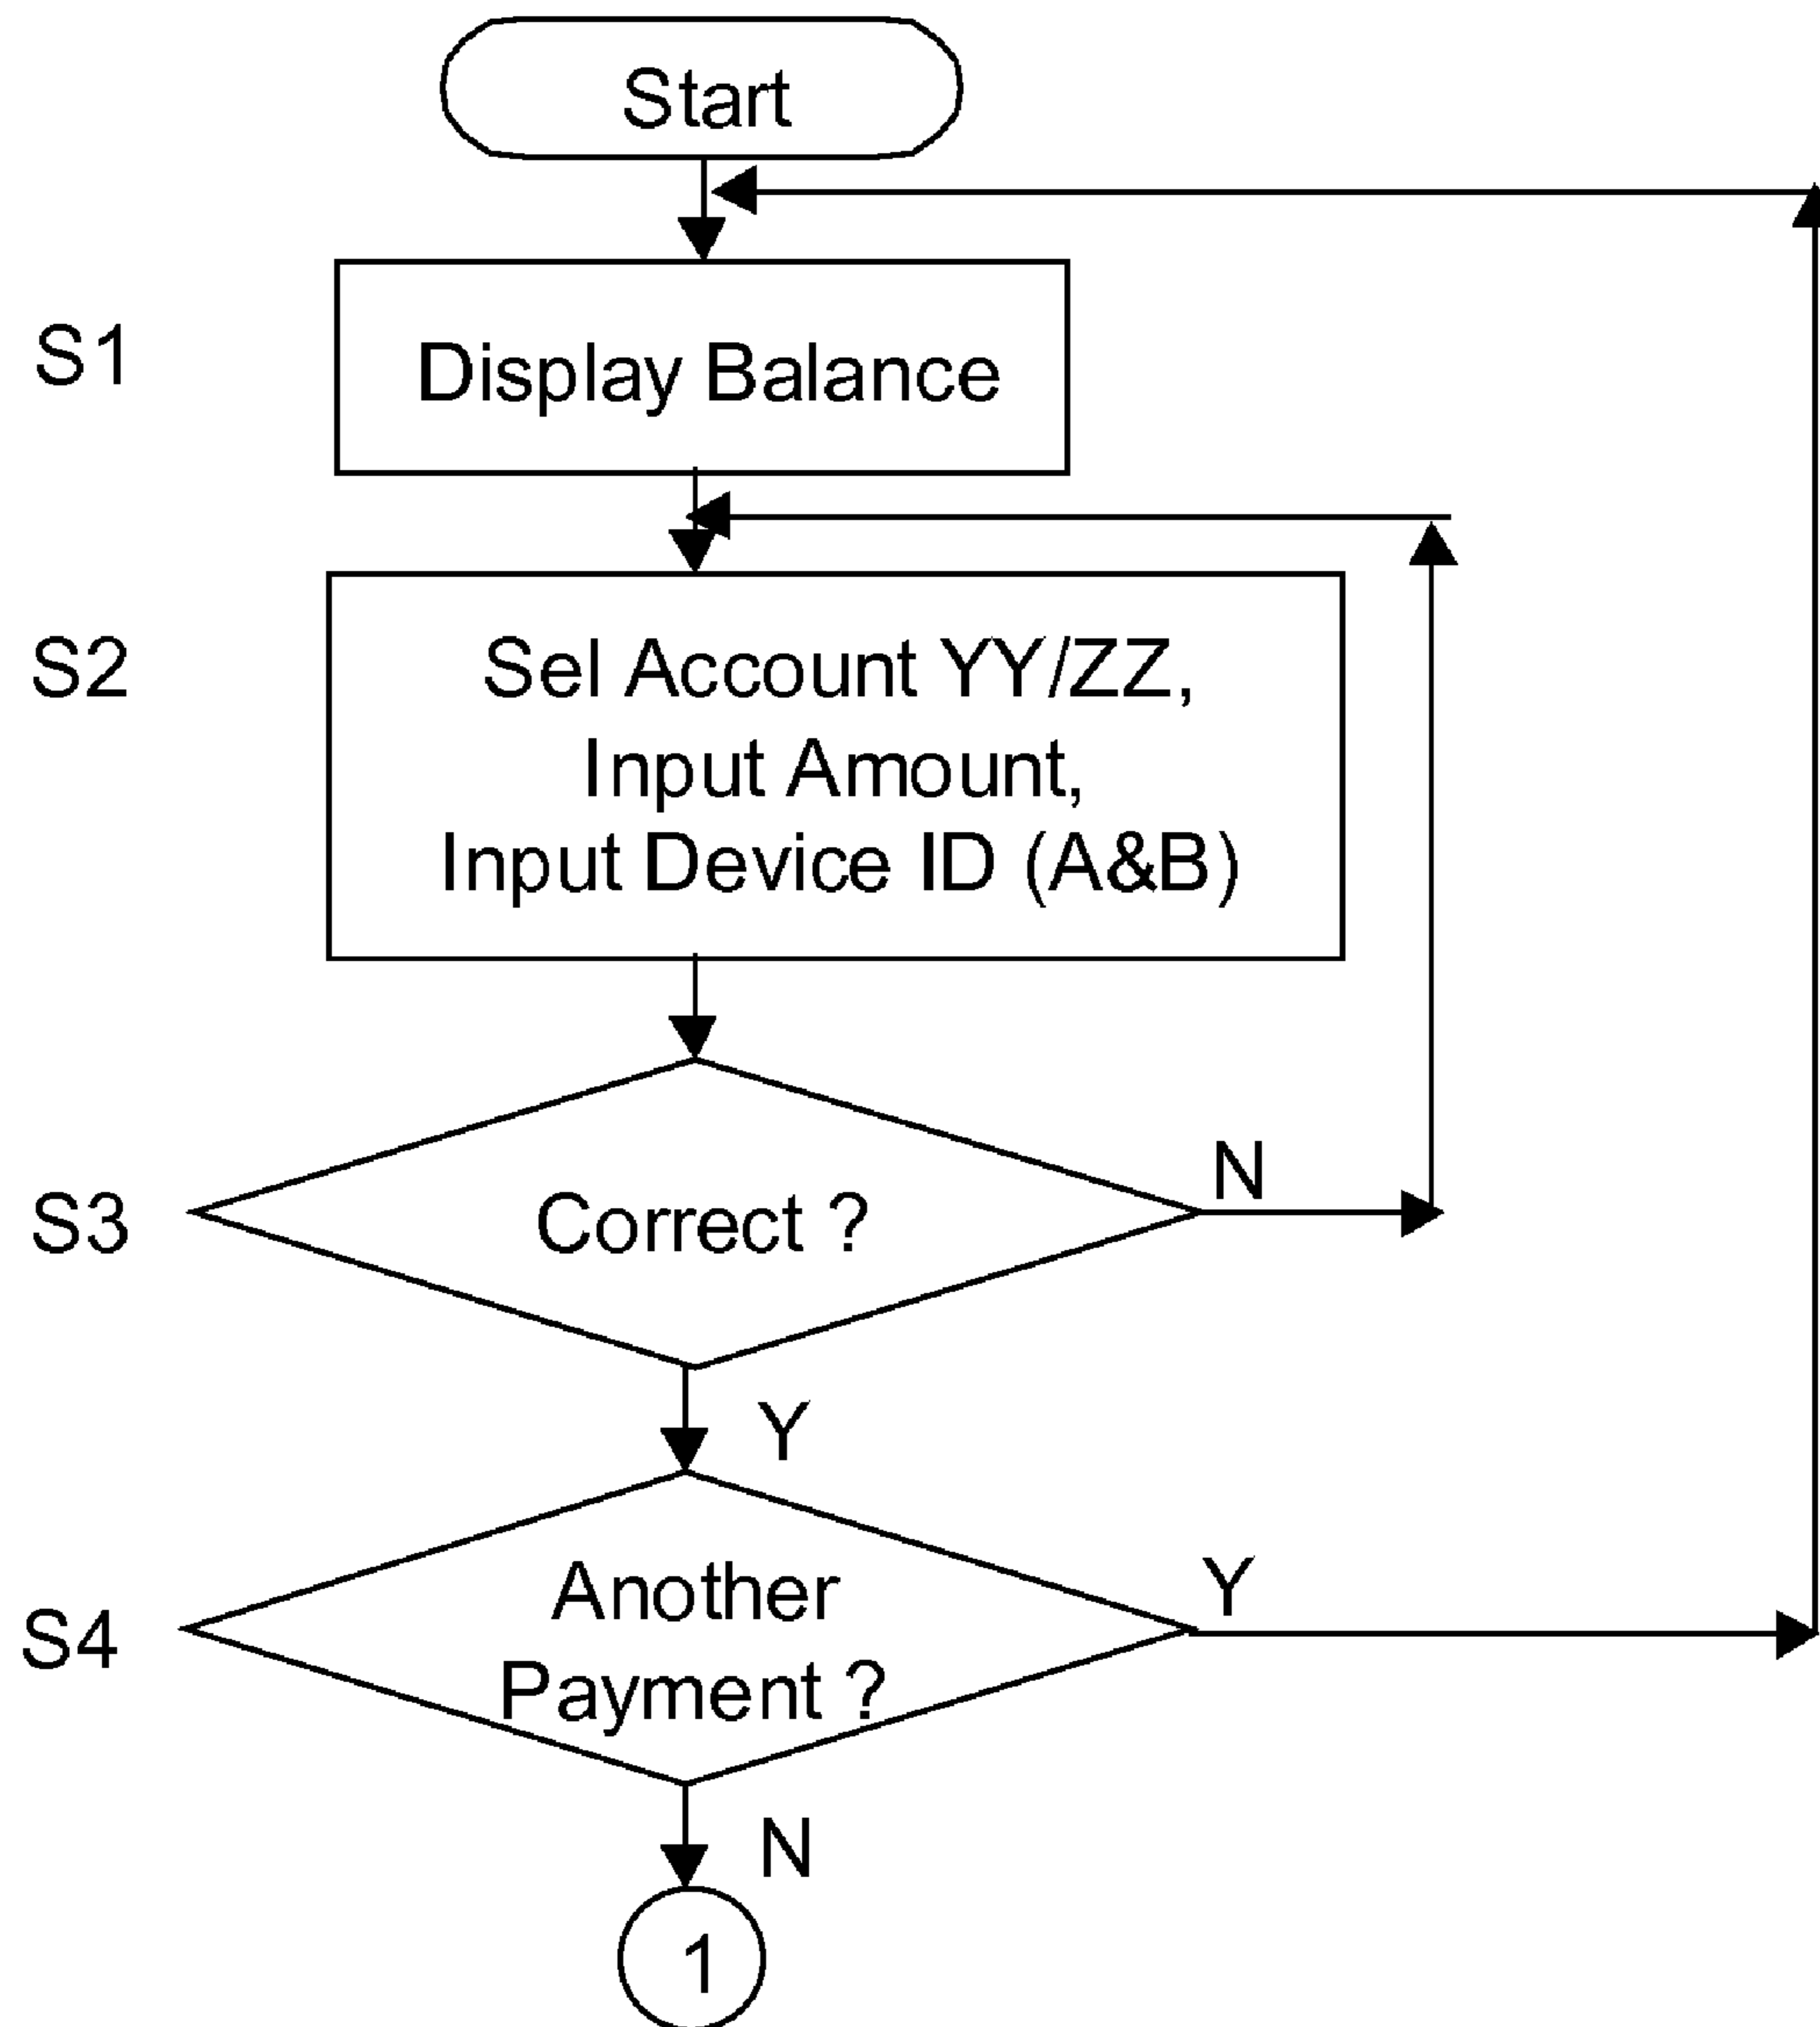 Start
S1
Display Balance
S2
Sel Account YY/ZZ,
Input Amount,
Input Device ID (A&B)
S3
Correct ?
N
Y
S4
Another
Payment ?
Y
N
1